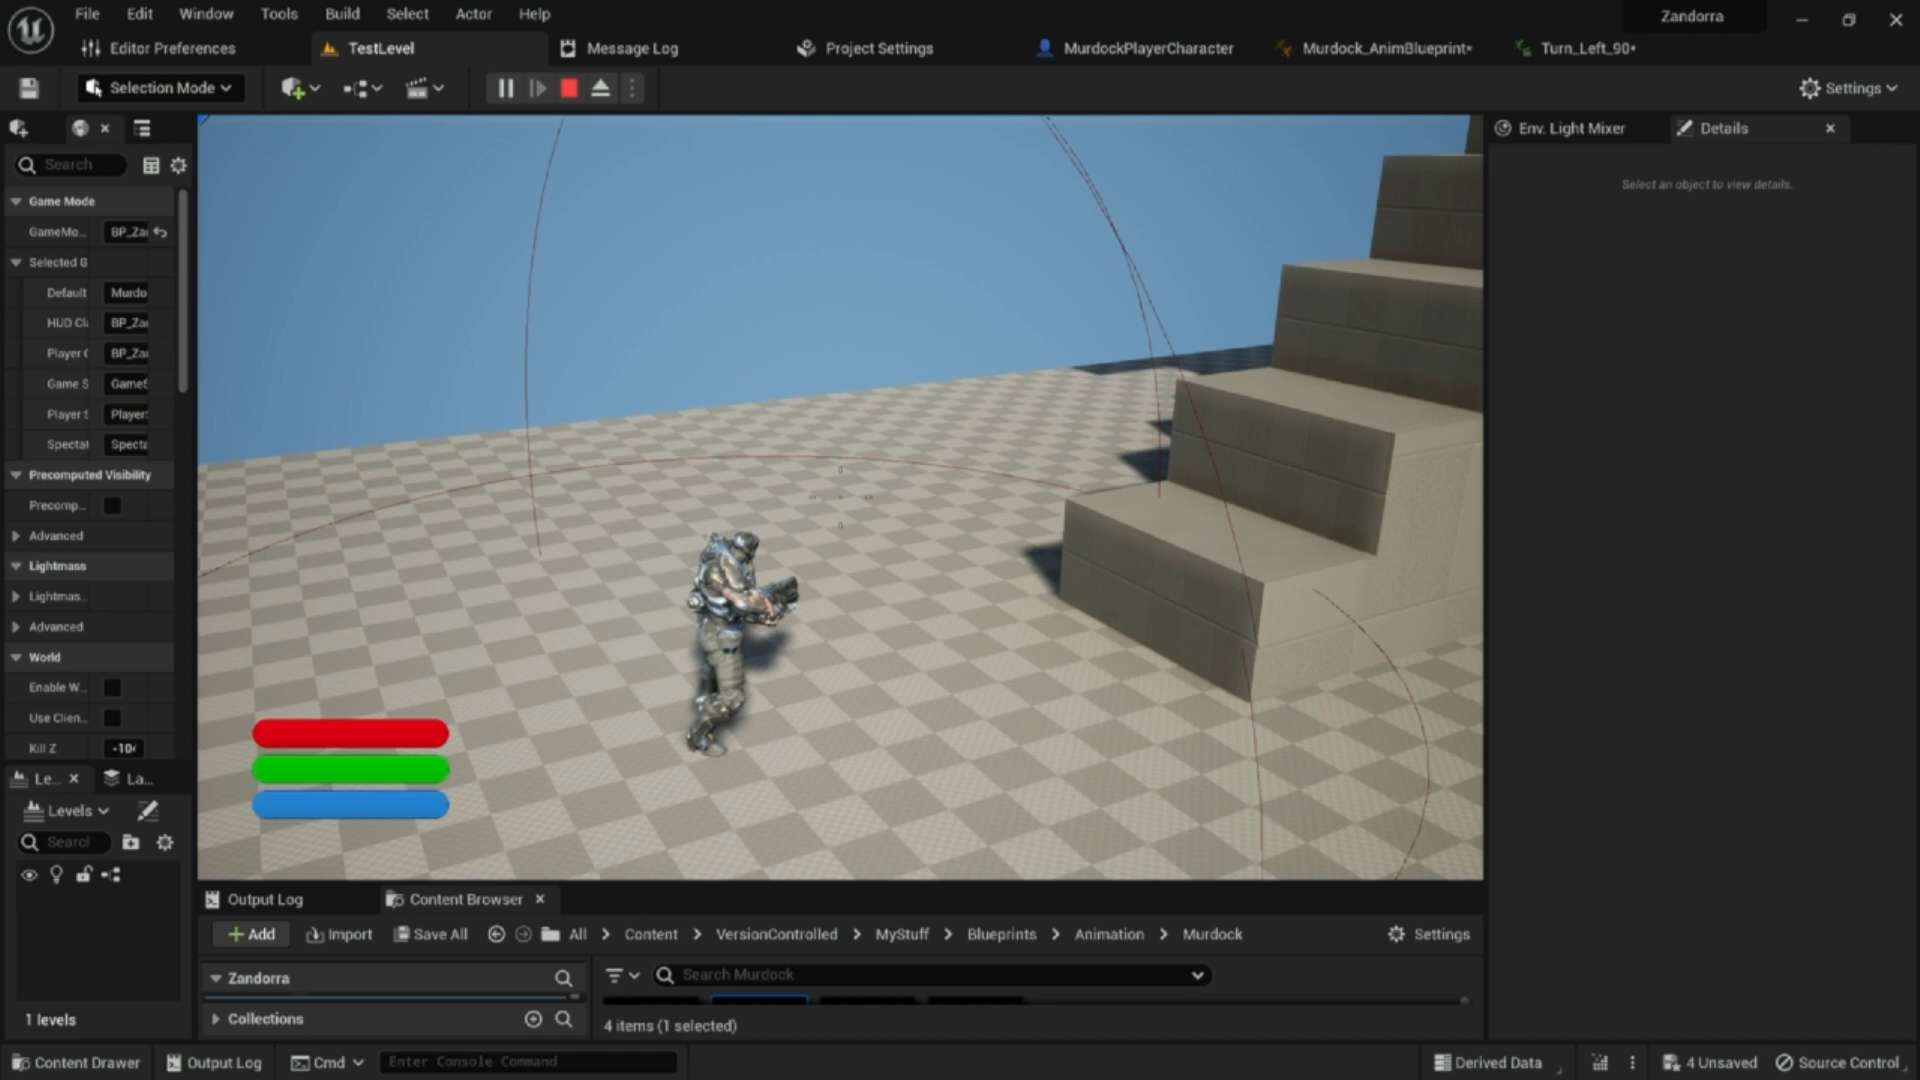 File Edit Window Tools Build Select Actor Help
Zandorra
Editor Preferences
TestLevel
Message Log
Project Settings
MurdockPlayerCharacter
Murdock_AnimBlueprint*
Turn_Left_90*
Selection Mode
Settings
Search
Env. Light Mixer
Details
Select an object to view details.
Game Mode
GameMo... BP_Za
Selected G
Default Murdo
HUD Cl BP_Za
Player BP_Za
Game S GameS
Player S Player
Spectat Specta
Precomputed Visibility
Precomp...
Advanced
Lightmass
Lightmas...
Advanced
World
Enable W...
Use Clien...
Kill Z -10
Le... La...
Levels
Searcl
1 levels
Output Log
Content Browser
Add Import Save All All > Content > VersionControlled > MyStuff > Blueprints > Animation > Murdock
Settings
Zandorra
Search Murdock
Collections
4 items (1 selected)
Content Drawer
Output Log
Cmd
Enter Console Command
Derived Data
4 Unsaved
Source Control